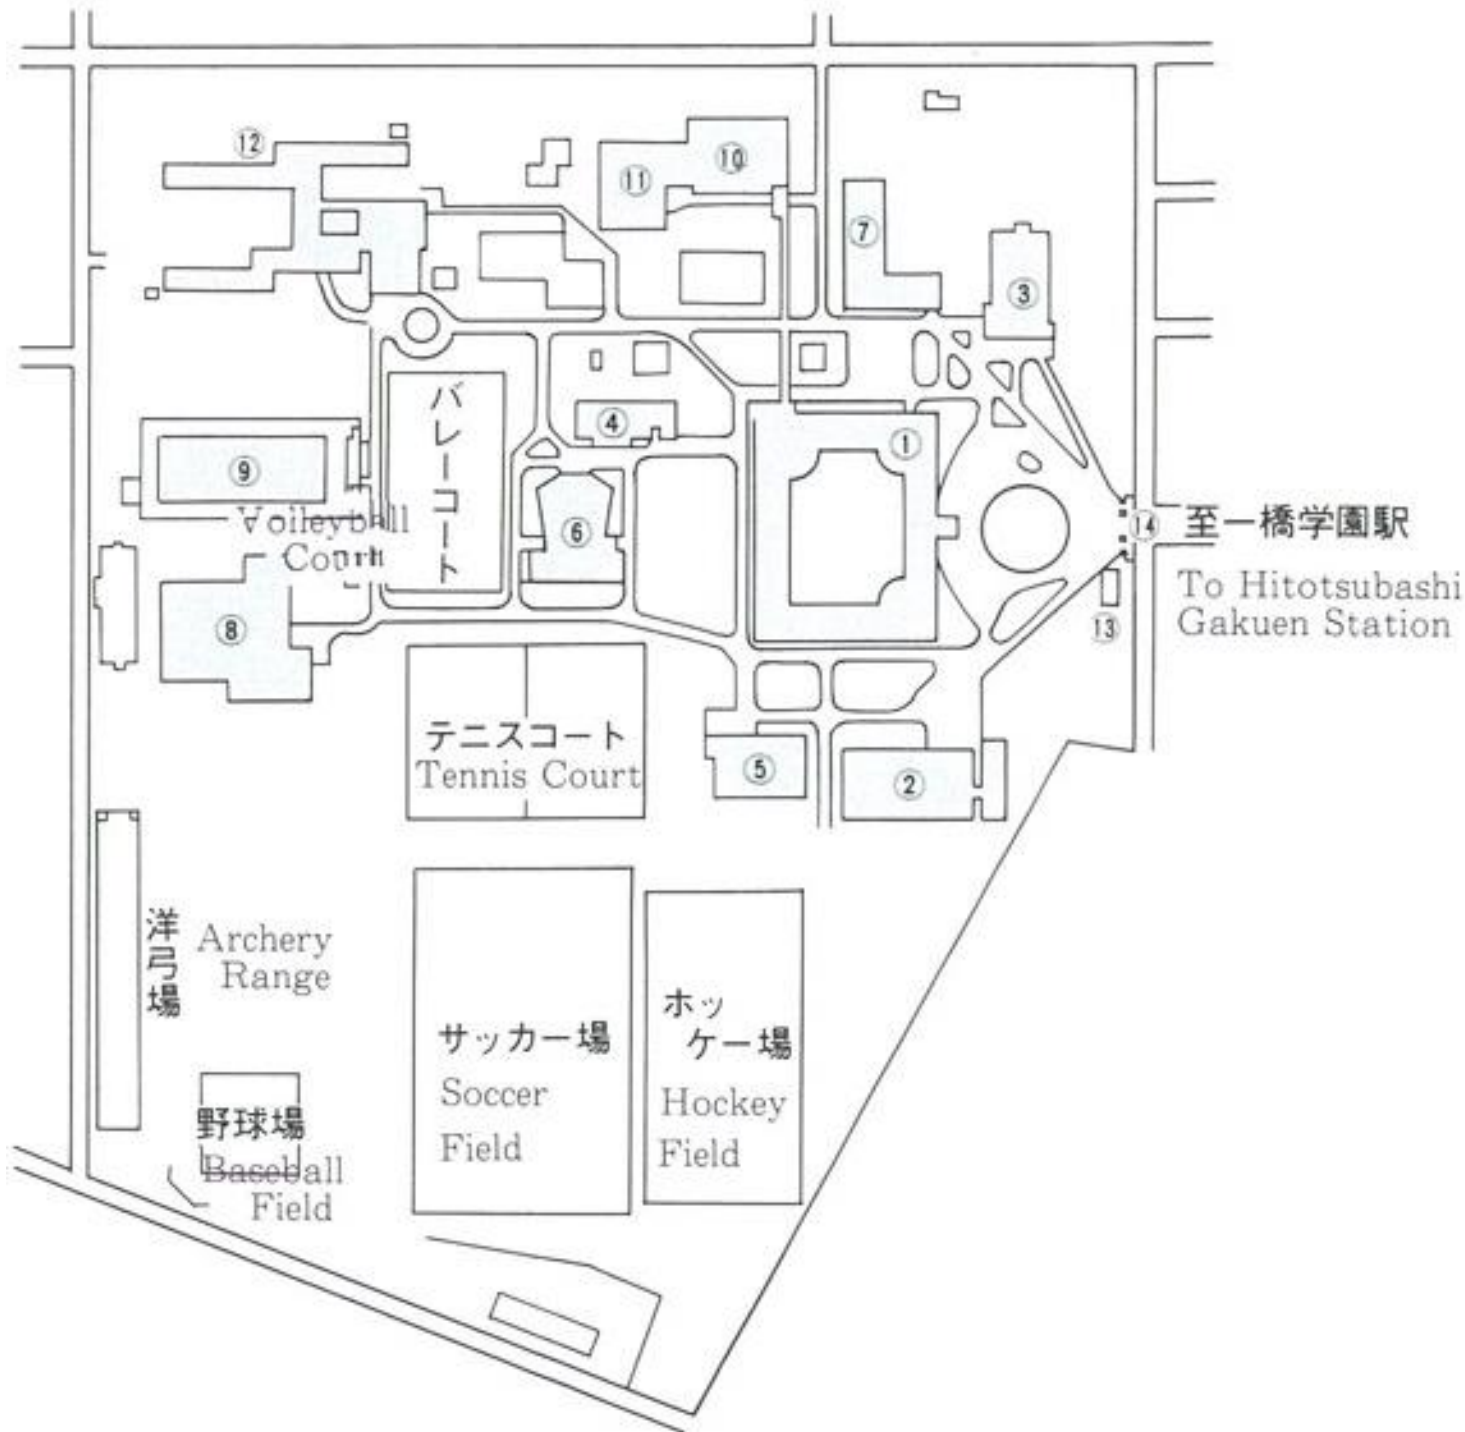 ⑫
⑩
⑪
⑦
③
バレーコート
④
①
⑨
Volleyball
Court
⑥
⑭
至一橋学園駅
To Hitotsubashi
Gakuen Station
⑬
⑧
テニスコート
Tennis Court
⑤
②
洋弓場
Archery
Range
サッカー場
Soccer
Field
ホッ
ケー場
Hockey
Field
野球場
Baseball
Field